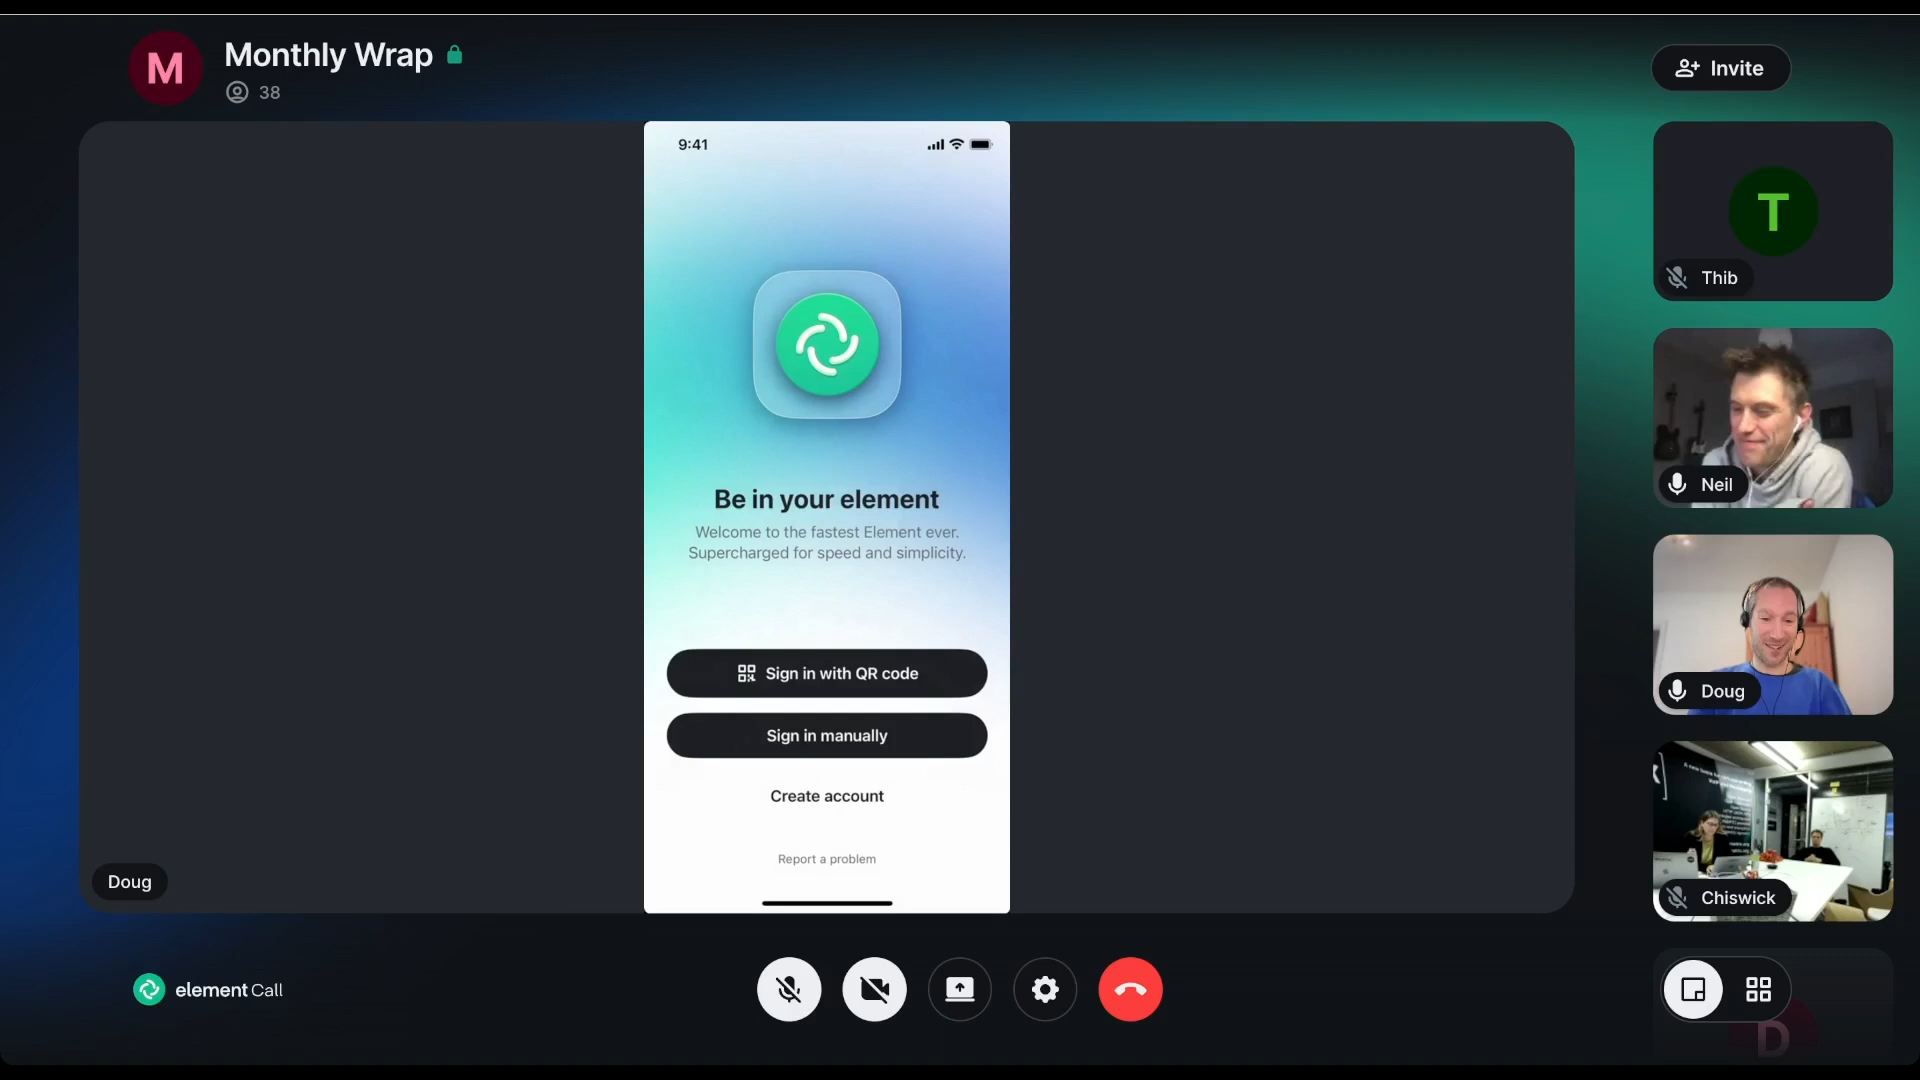 M
Monthly Wrap
38
Invite
9:41
Be in your element
Welcome to the fastest Element ever.
Supercharged for speed and simplicity.
Sign in with QR code
Sign in manually
Create account
Report a problem
Doug
T
Thib
Neil
Doug
Chiswick
D
element Call